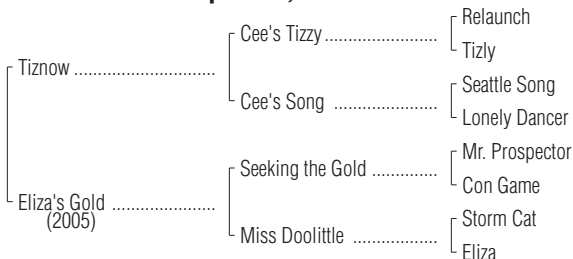 Relaunch
Cee's Tizzy
Tizly
Tiznow
Seattle Song
Cee's Song
Lonely Dancer
Mr. Prospector
Seeking the Gold
Con Game
Eliza's Gold
(2005)
Storm Cat
Miss Doolittle
Eliza